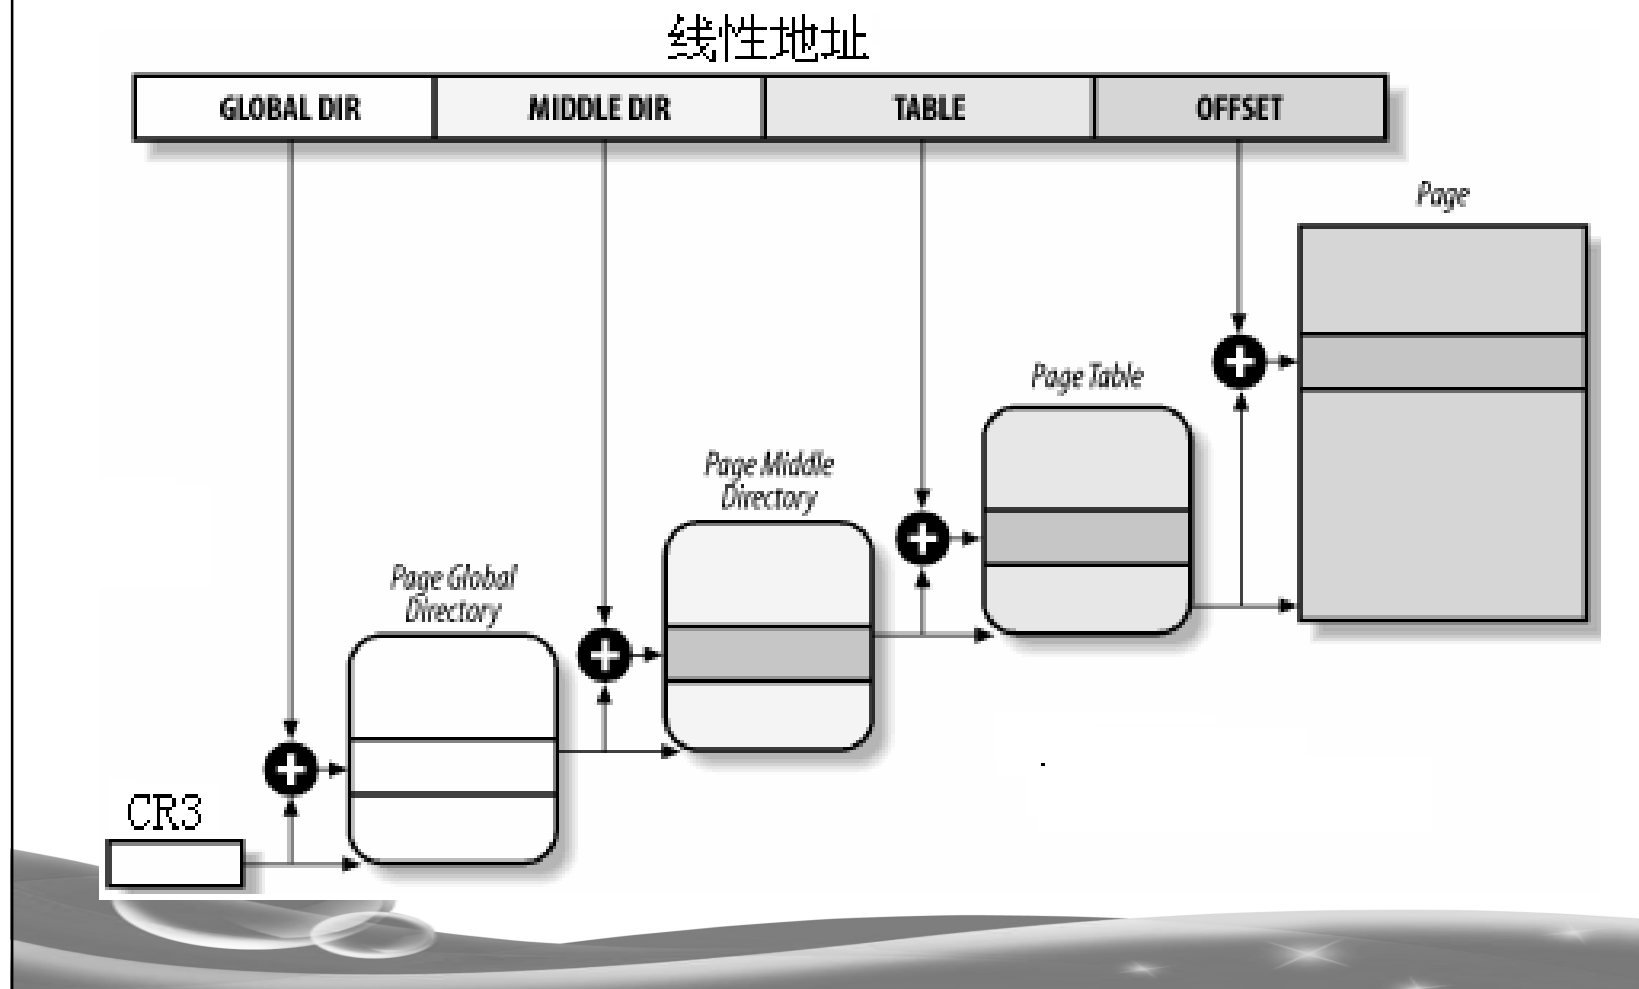 线性地址
GLOBAL DIR
MIDDLE DIR
TABLE
OFFSET
Page
Page Table
Page Middle
Directory
Page Global
Directory
CR3